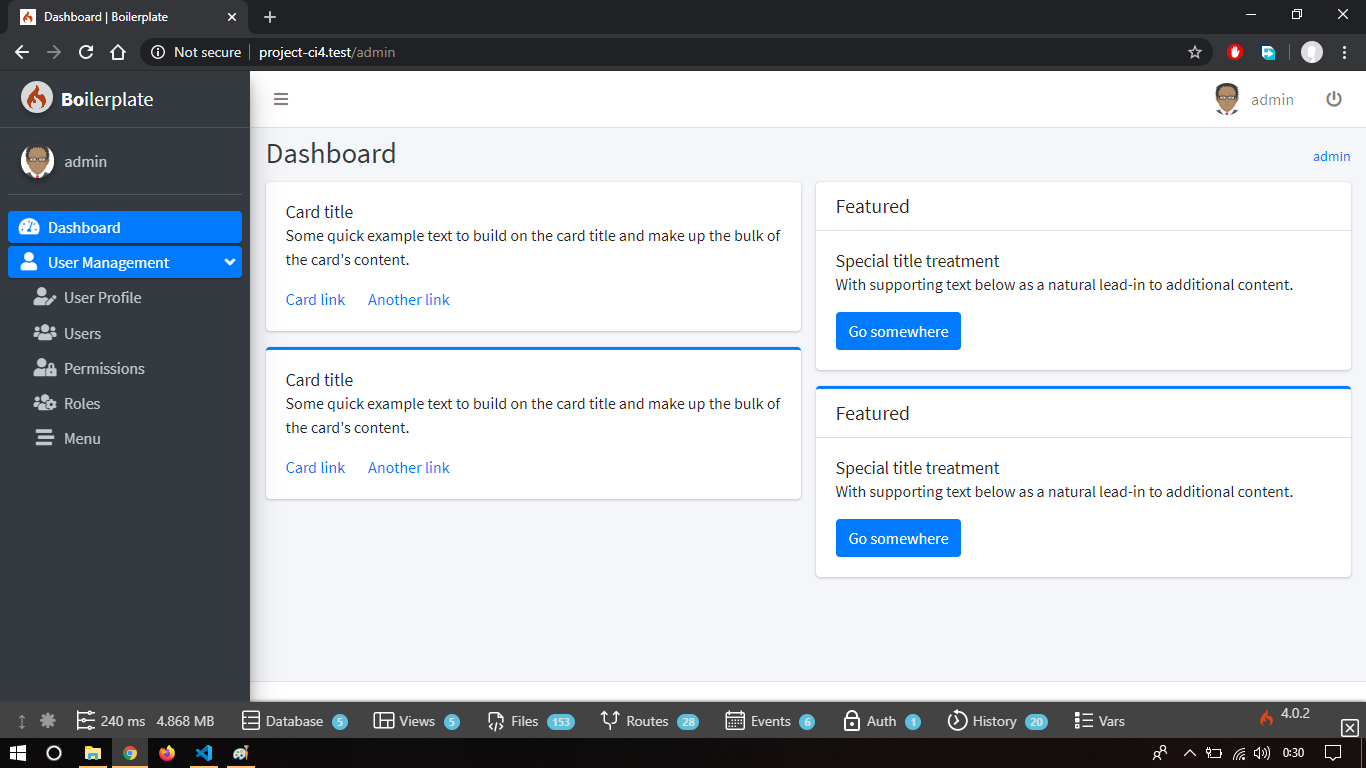 Dashboard | Boilerplate
Not secure project-ci4.test/admin
Boilerplate
admin
admin
Dashboard
User Management
User Profile
Users
Permissions
Roles
Menu
Dashboard
admin
Card title
Some quick example text to build on the card title and make up the bulk of
the card's content.
Card link Another link
Card title
Some quick example text to build on the card title and make up the bulk of
the card's content.
Card link Another link
Featured
Special title treatment
With supporting text below as a natural lead-in to additional content.
Go somewhere
Featured
Special title treatment
With supporting text below as a natural lead-in to additional content.
Go somewhere
240 ms 4.868 MB Database 5 Views 5 Files 153 Routes 28 Events 6 Auth 1 History 20 Vars 4.0.2
0:30